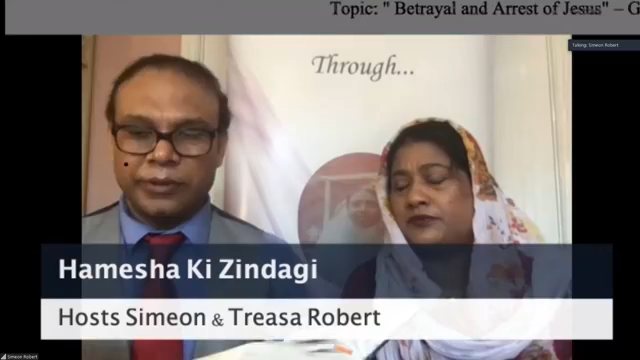 Topic: " Betrayal and Arrest of Jesus" – G
Talking: Simeon Robert
Through...
Hamesha Ki Zindagi
Hosts Simeon & Treasa Robert
Simeon Robert